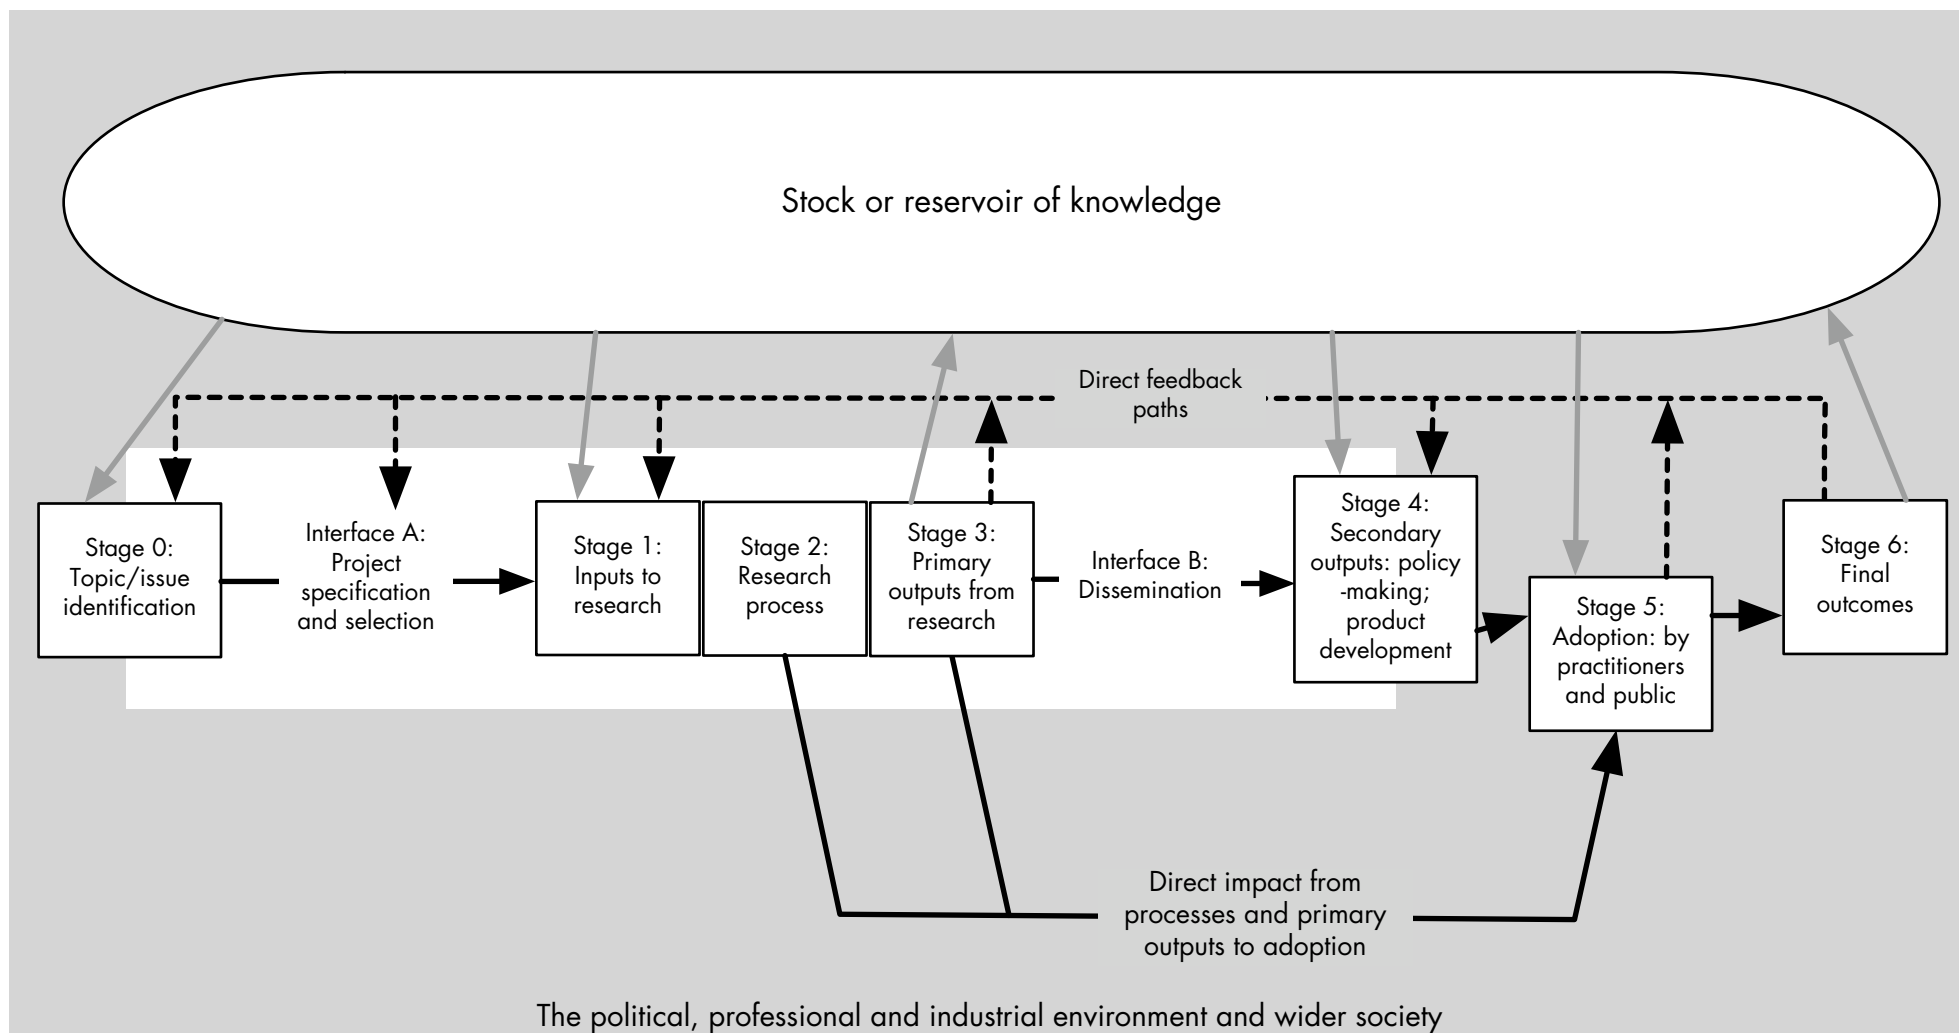 Stock or reservoir of knowledge
Direct feedback
paths
Stage 0:
Topic/issue
identification
Interface A:
Project
specification
and selection
Stage 1:
Inputs to
research
Stage 2:
Research
process
Stage 3:
Primary
outputs from
research
Interface B:
Dissemination
Stage 4:
Secondary
outputs: policy
-making;
product
development
Stage 5:
Adoption: by
practitioners
and public
Stage 6:
Final
outcomes
Direct impact from
processes and primary
outputs to adoption
The political, professional and industrial environment and wider society